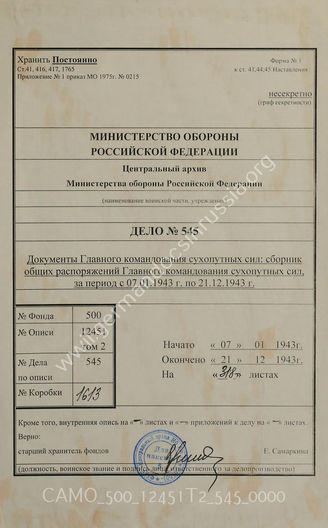 Хранить Постоянно
Ст.41, 416, 417, 1765
Приложение № 1 приказ МО 1975г. № 0215
Форма № 1
к ст. 41,44,45 Наставления
несекретно
(гриф секретности)
МИНИСТЕРСТВО ОБОРОНЫ
РОССИЙСКОЙ ФЕДЕРАЦИИ
Центральный архив
Министерства обороны Российской Федерации
(наименование воинской части, учреждения)
ДЕЛО № 545
Документы Главного командования сухопутных сил: сборник
общих распоряжений Главного командования сухопутных сил,
за период с 07.01.1943 г. по 21.12.1943 г.
№ Фонда 500
№ Описи 12451
том 2
№ Дела 545
по описи
№ Коробки 1613
Начато «07» 01 1943г.
Окончено «21» 12 1943г.
На «318» листах
Кроме того, внутренняя опись на «–» листах и «–» приложений к делу на «–» листах.
Верно:
старший хранитель фондов Е. Самаркина
(должность, воинское звание и подпись лица ответственного за делопроизводство)
www.germandocsinrussia.org
CAMO_500_12451T2_545_0000